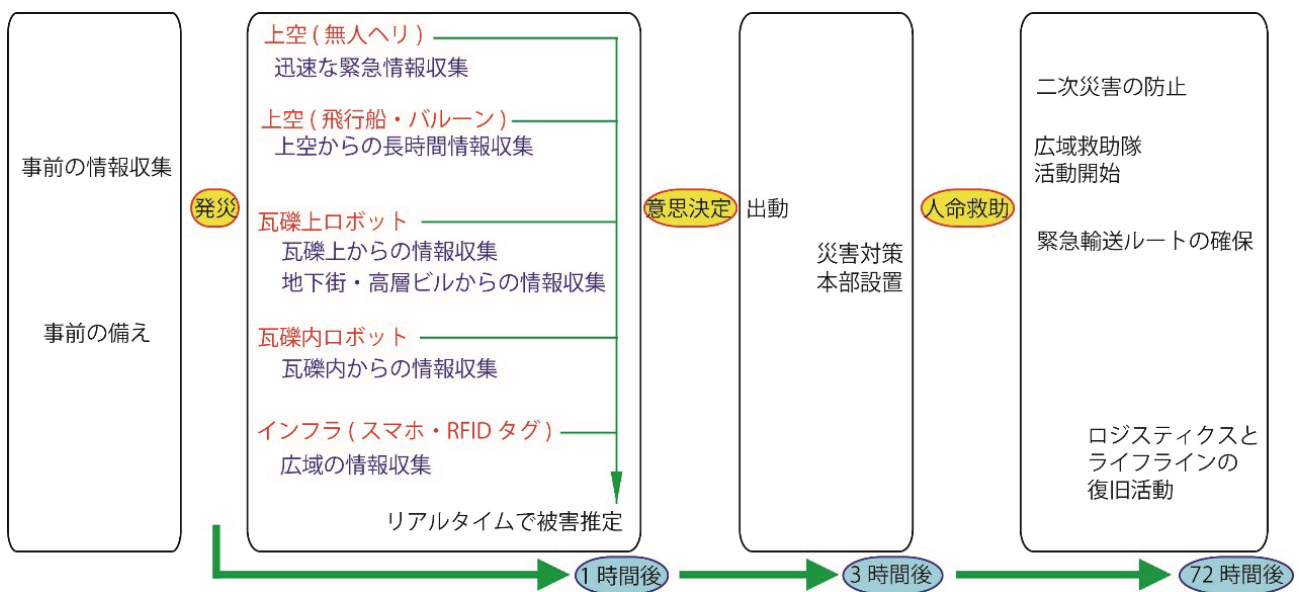 事前の情報収集
事前の備え
発災
上空 ( 無人ヘリ )
迅速な緊急情報収集
上空 ( 飛行船・バルーン )
上空からの長時間情報収集
瓦礫上ロボット
瓦礫上からの情報収集
地下街・高層ビルからの情報収集
瓦礫内ロボット
瓦礫内からの情報収集
インフラ ( スマホ・RFID タグ )
広域の情報収集
リアルタイムで被害推定
意思決定
出動
災害対策
本部設置
人命救助
二次災害の防止
広域救助隊
活動開始
緊急輸送ルートの確保
ロジスティクスと
ライフラインの
復旧活動
1 時間後
3 時間後
72 時間後